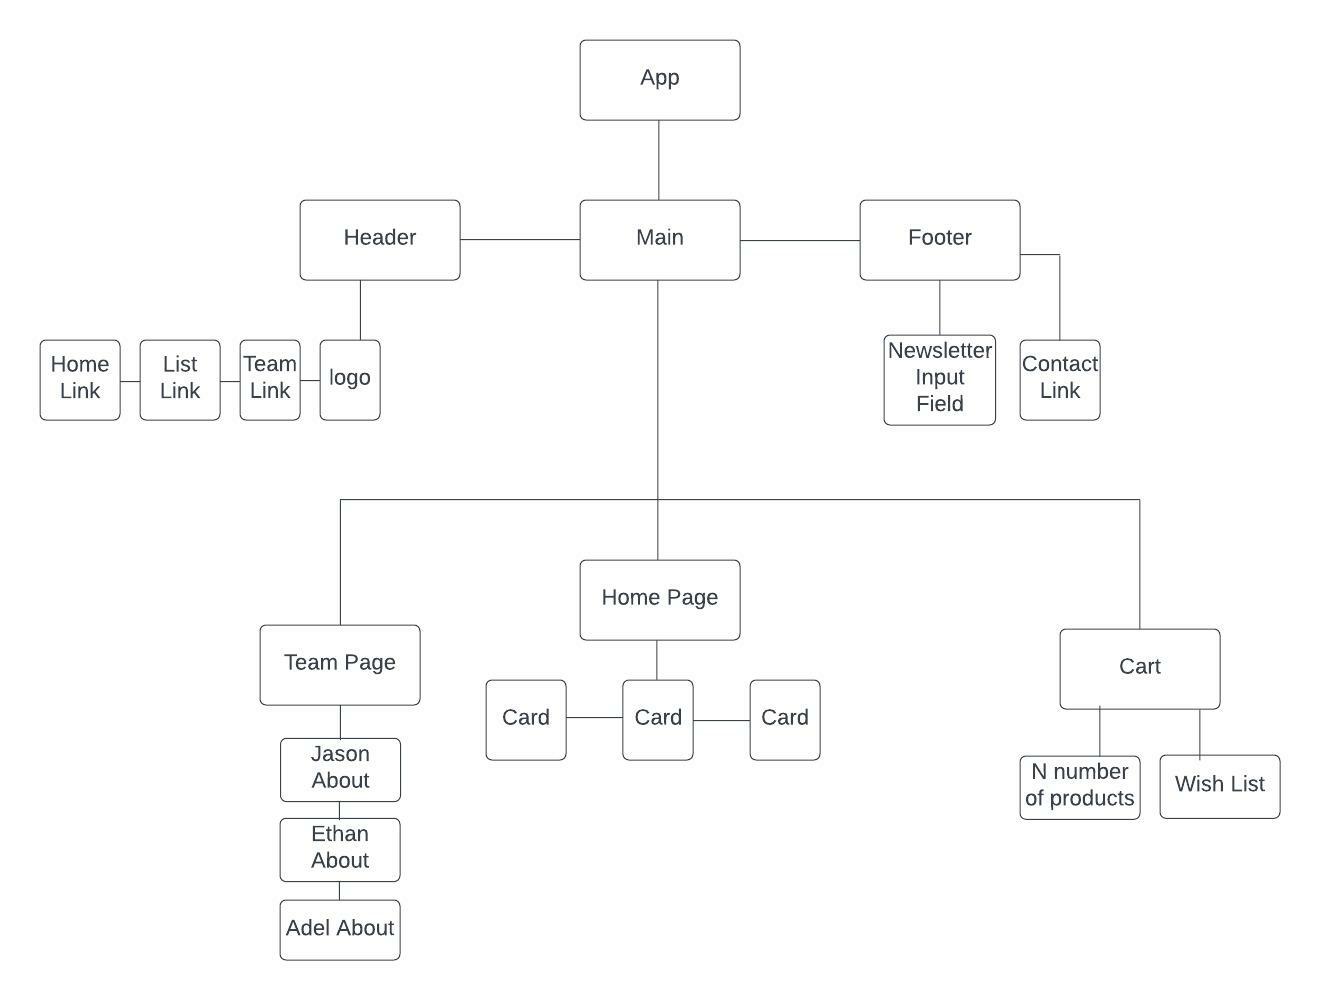 App
Header
Main
Footer
Home
Link
List
Link
Team
Link
logo
Newsletter
Input
Field
Contact
Link
Home Page
Team Page
Cart
Card
Card
Card
Jason
About
N number
of products
Wish List
Ethan
About
Adel About